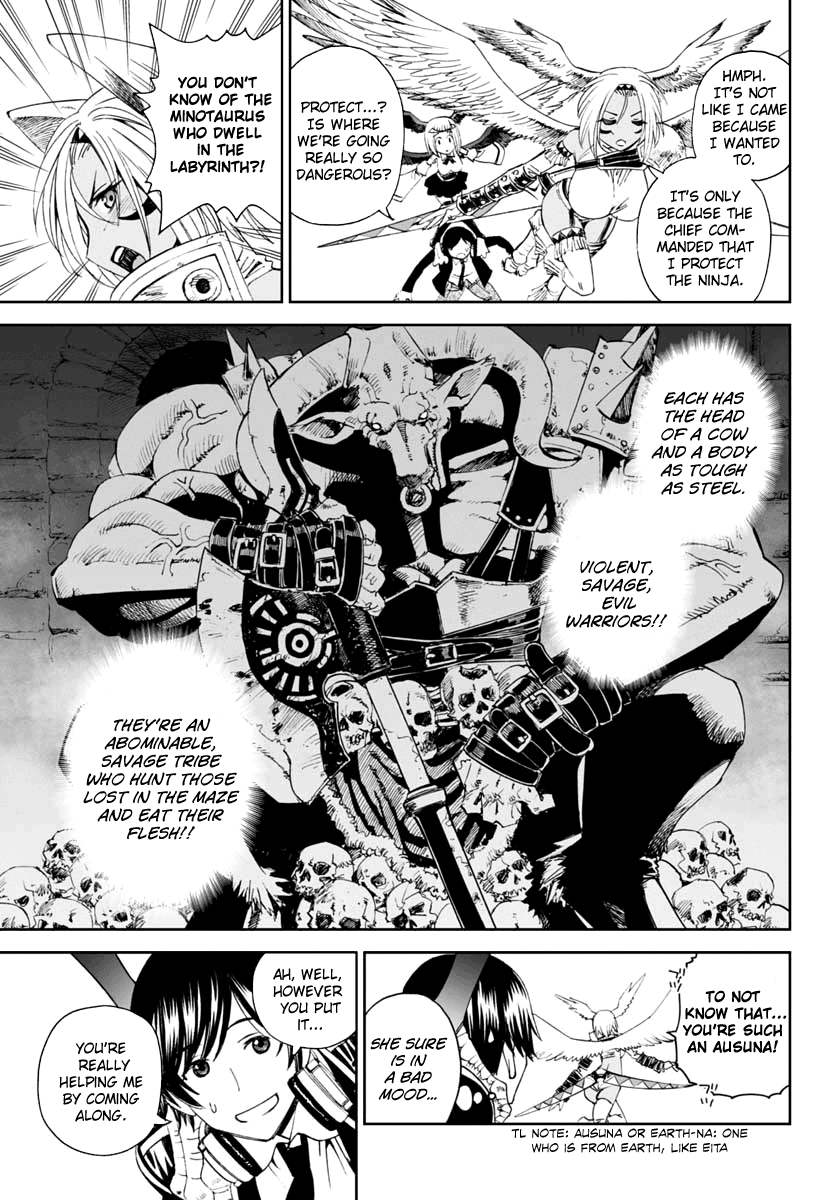 HMPH.
IT'S NOT
LIKE I CAME
BECAUSE
I WANTED
TO.
IT'S ONLY
BECAUSE THE
CHIEF COM-
MANDED THAT
I PROTECT
THE NINJA.
PROTECT...?
IS WHERE
WE'RE GOING
REALLY SO
DANGEROUS?
YOU DON'T
KNOW OF THE
MINOTAURUS
WHO DWELL
IN THE
LABYRINTH?!
EACH HAS
THE HEAD
OF A COW
AND A BODY
AS TOUGH
AS STEEL.
VIOLENT,
SAVAGE,
EVIL
WARRIORS!!
THEY'RE AN
ABOMINABLE,
SAVAGE TRIBE
WHO HUNT THOSE
LOST IN THE MAZE
AND EAT THEIR
FLESH!!
TO NOT
KNOW THAT...
YOU'RE SUCH
AN AUSUNA!
SHE SURE
IS IN
A BAD
MOOD...
TL NOTE: AUSUNA OR EARTH-NA: ONE
WHO IS FROM EARTH, LIKE EITA
AH, WELL,
HOWEVER
YOU PUT
IT...
YOU'RE
REALLY
HELPING ME
BY COMING
ALONG.